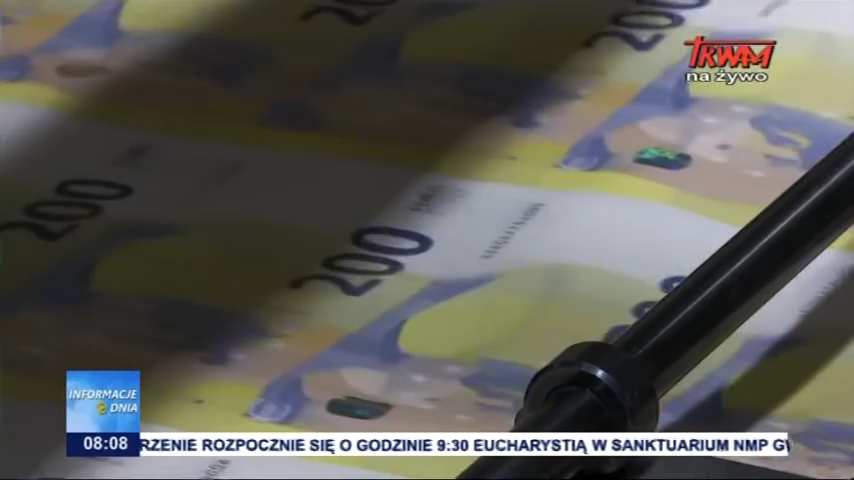 200
200
TRWAM
na żywo
200
200
INFORMACJE
DNIA
08:08
RZENIE ROZPOCZNIE SIĘ O GODZINIE 9:30 EUCHARYSTIĄ W SANKTUARIUM NMP